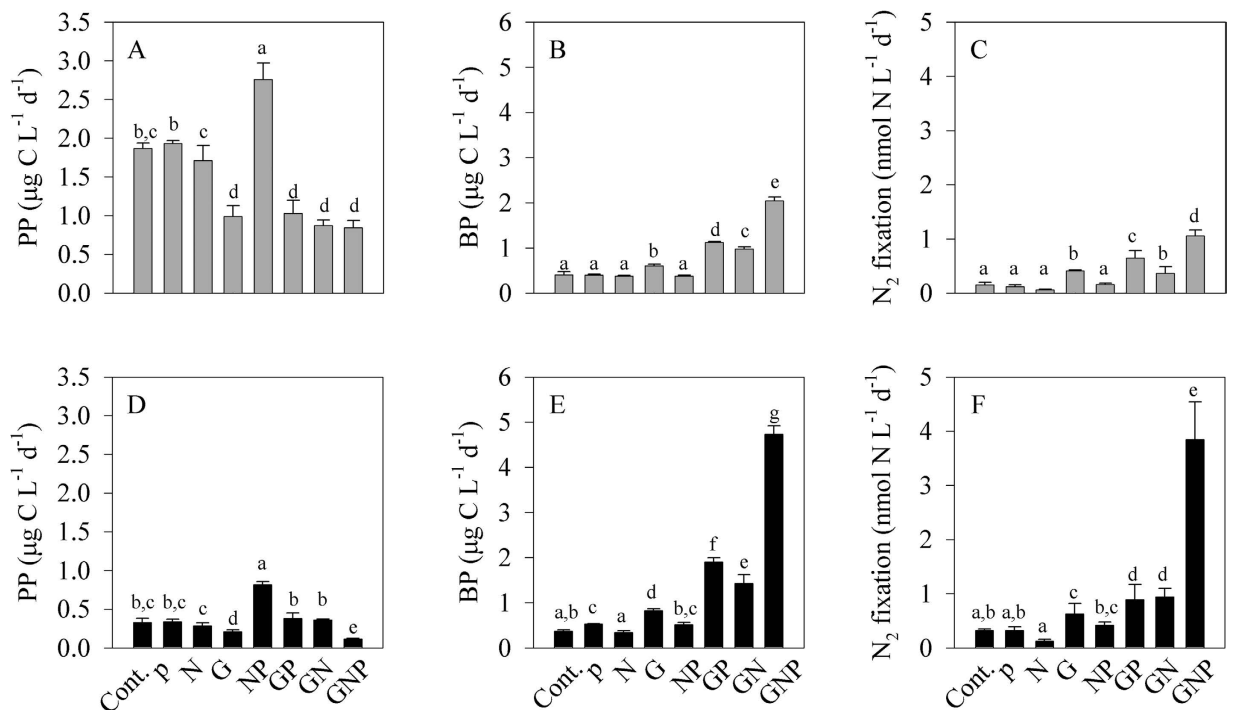 A
PP (µg C L⁻¹ d⁻¹)
3.5
3.0
2.5
2.0
1.5
1.0
0.5
0.0
b,c b c d a d d d
B
BP (µg C L⁻¹ d⁻¹)
6
5
4
3
2
1
0
a a a b a d c e
C
N₂ fixation (nmol N L⁻¹ d⁻¹)
5
4
3
2
1
0
a a a b a c b d
D
PP (µg C L⁻¹ d⁻¹)
3.5
3.0
2.5
2.0
1.5
1.0
0.5
0.0
b,c b,c c d a b b e
Cont. p N G NP GP GN GNP
E
BP (µg C L⁻¹ d⁻¹)
6
5
4
3
2
1
0
a,b c a d b,c f e g
Cont. p N G NP GP GN GNP
F
N₂ fixation (nmol N L⁻¹ d⁻¹)
5
4
3
2
1
0
a,b a,b a c b,c d d e
Cont. p N G NP GP GN GNP